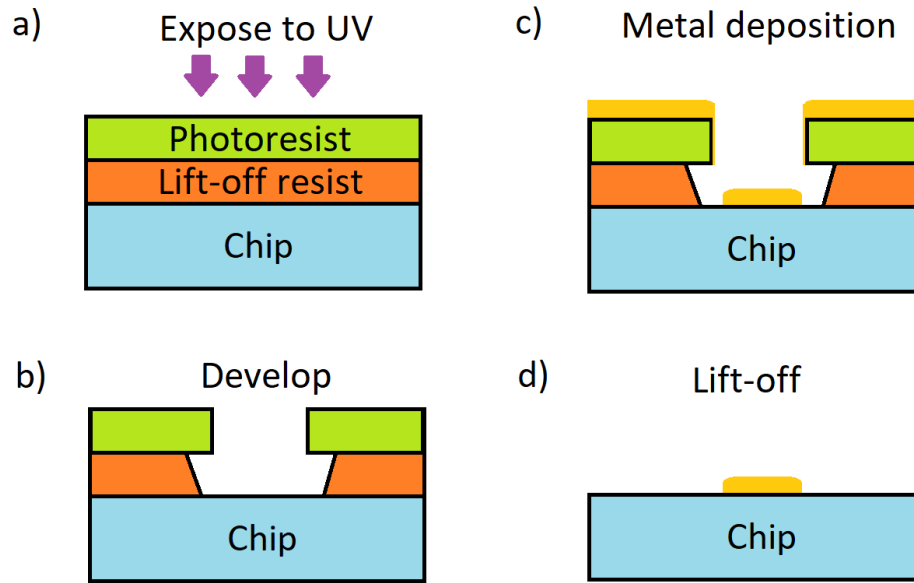 a)
Expose to UV
Photoresist
Lift-off resist
Chip
b)
Develop
Chip
c)
Metal deposition
Chip
d)
Lift-off
Chip